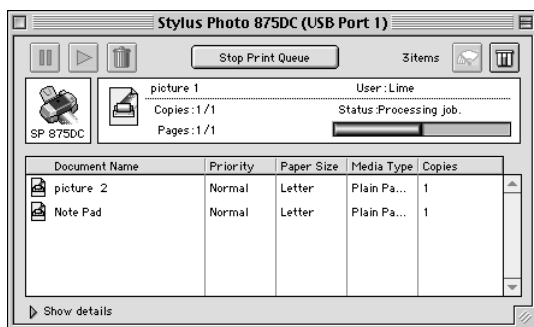 Stylus Photo 875DC (USB Port 1)
Stop Print Queue 3items
picture 1 User:Lime
Copies:1/1 Status:Processing job.
SP 875DC Pages:1/1
Document Name Priority Paper Size Media Type Copies
picture 2 Normal Letter Plain Pa... 1
Note Pad Normal Letter Plain Pa... 1
Show details